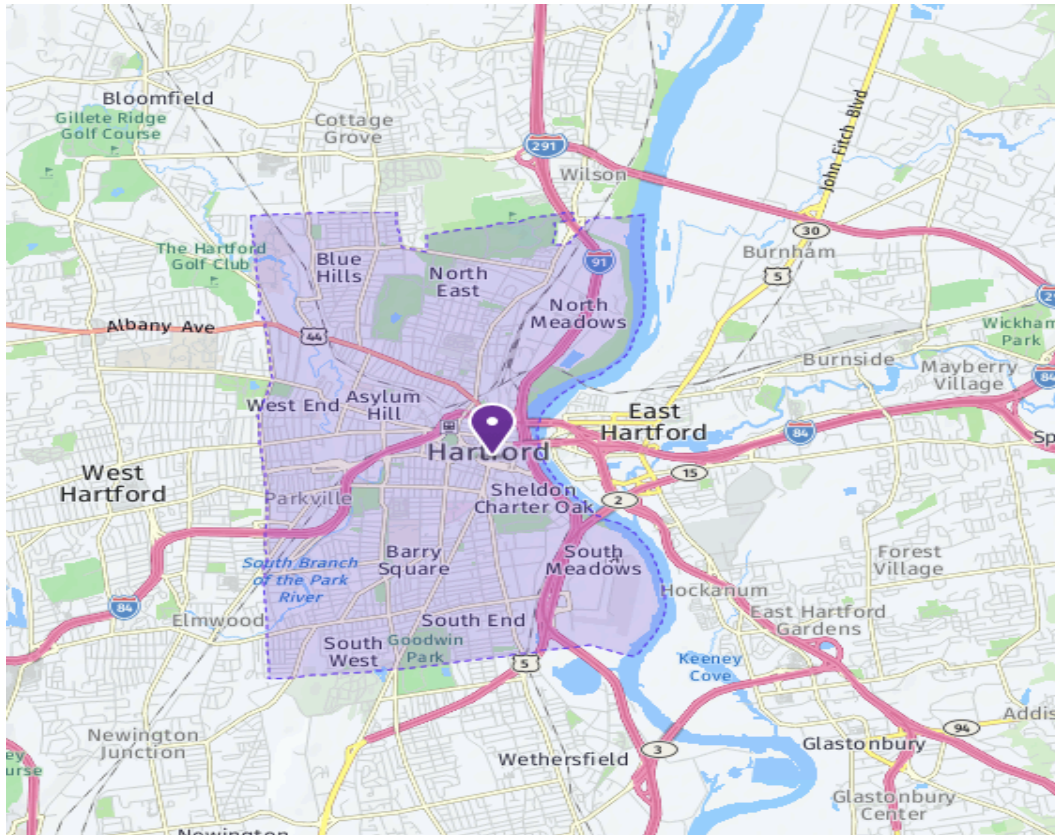 Bloomfield
Gillete Ridge
Golf Course
Cottage
Grove
291
Wilson
John Fitch Blvd
30
Burnham
5
The Hartford
Golf Club
Blue
Hills
North
East
91
North
Meadows
Wickham
Park
Albany Ave
44
Burnside
Mayberry
Village
84
West End
Asylum
Hill
East
Hartford
84
Hartford
West
Hartford
15
Parkville
Sheldon
Charter Oak
2
Barry
Square
South
Meadows
Forest
Village
South Branch
of the Park
River
Hockanum
84
Elmwood
South End
East Hartford
Gardens
South
West
Goodwin
Park
5
Keeney
Cove
Newington
Junction
Wethersfield
3
Glastonbury
94
Glastonbury
Center
Newington